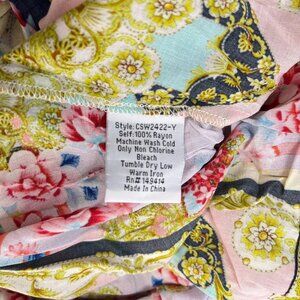 Style: CSW2422-Y
Self:100% Rayon
Machine Wash Cold
Only Non Chlorine
Bleach
Tumble Dry Low
Warm Iron
Rn# 149414
Made In China